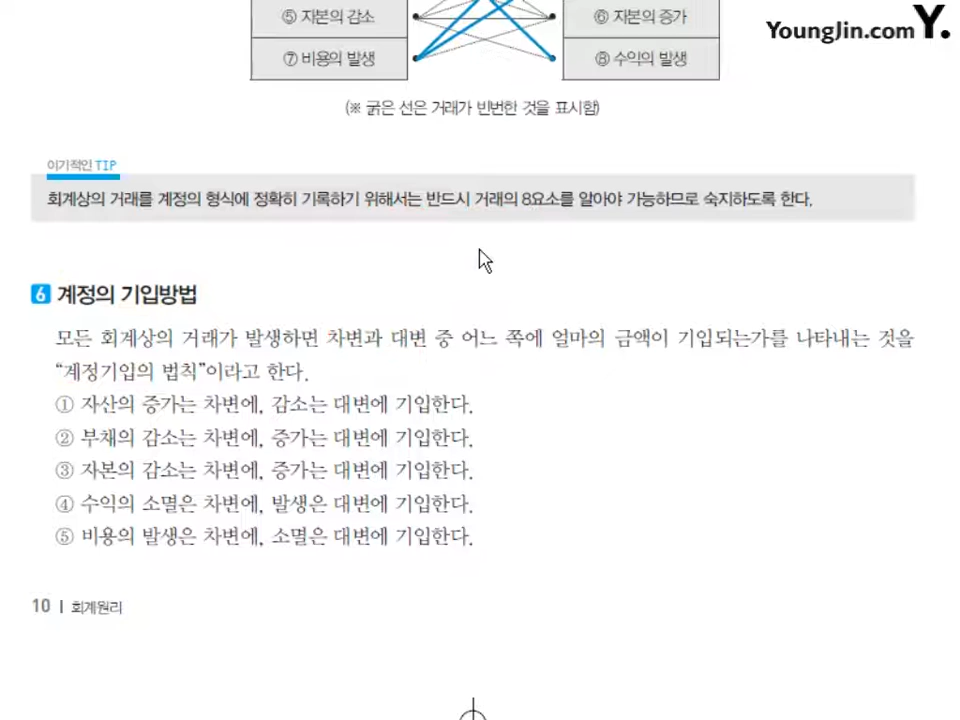 YoungJin.com Y.
⑤ 자본의 감소
⑥ 자본의 증가
⑦ 비용의 발생
⑧ 수익의 발생
(※ 굵은 선은 거래가 빈번한 것을 표시함)
이기적인 TIP
회계상의 거래를 계정의 형식에 정확히 기록하기 위해서는 반드시 거래의 8요소를 알아야 가능하므로 숙지하도록 한다.
6 계정의 기입방법
모든 회계상의 거래가 발생하면 차변과 대변 중 어느 쪽에 얼마의 금액이 기입되는가를 나타내는 것을
“계정기입의 법칙”이라고 한다.
① 자산의 증가는 차변에, 감소는 대변에 기입한다.
② 부채의 감소는 차변에, 증가는 대변에 기입한다.
③ 자본의 감소는 차변에, 증가는 대변에 기입한다.
④ 수익의 소멸은 차변에, 발생은 대변에 기입한다.
⑤ 비용의 발생은 차변에, 소멸은 대변에 기입한다.
10 | 회계원리